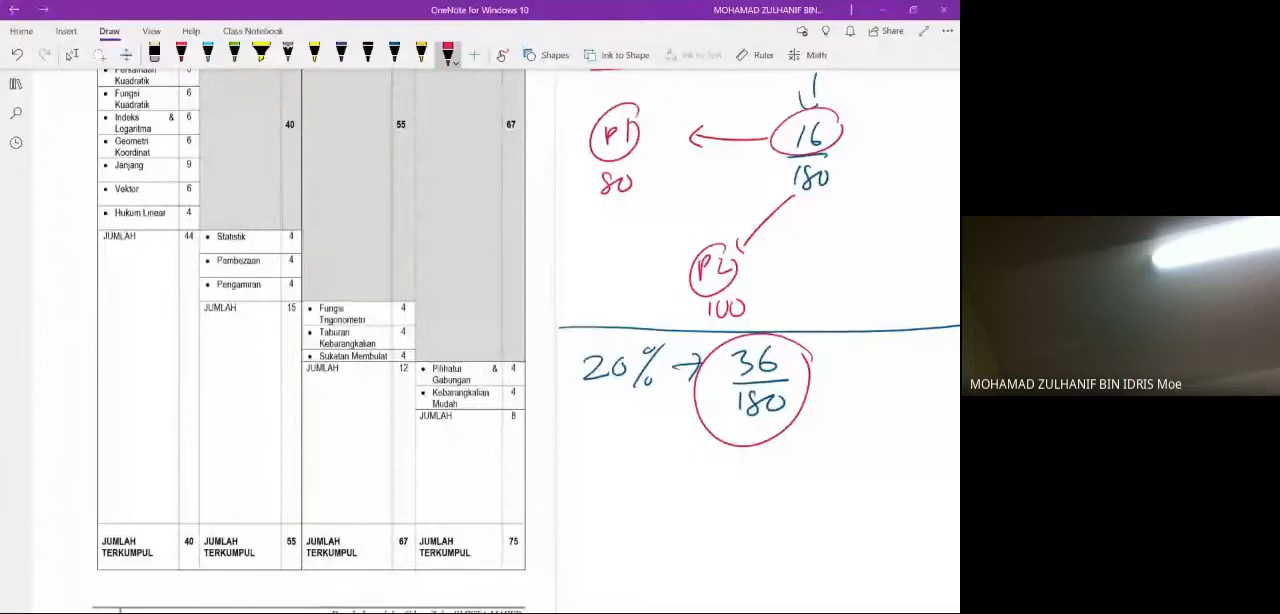 OneNote for Windows 10
MOHAMAD ZULHANIF BIN...
Home Insert Draw View Help Class Notebook
Share
Shapes Ink to Shape Ink to Text Ruler Math
Persamaan 6
Kuadratik
• Fungsi 6
Kuadratik
• Indeks & 6
Logaritma
40 55 67
• Geometri 6
Koordinat
• Janjang 9
• Vektor 6
• Hukum Linear 4
JUMLAH 44
• Statistik 4
• Pembezaan 4
• Pengamiran 4
JUMLAH 15
• Fungsi 4
Trigonometri
• Taburan 4
Kebarangkalian
• Sukatan Membulat 4
JUMLAH 12
• Pilihatur & 4
Gabungan
• Kebarangkalian 4
Mudah
JUMLAH 8
JUMLAH 40 JUMLAH 55 JUMLAH 67 JUMLAH 75
TERKUMPUL TERKUMPUL TERKUMPUL TERKUMPUL
P1
80
16
180
P2
100
20% → 36
180
MOHAMAD ZULHANIF BIN IDRIS Moe